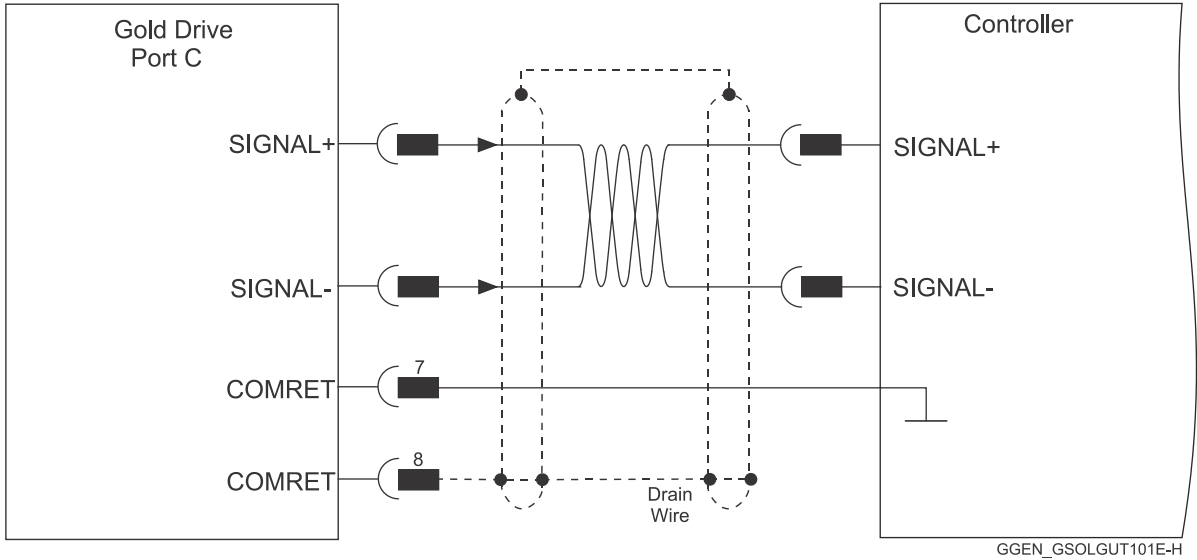 Gold Drive
Port C
Controller
SIGNAL+
SIGNAL+
SIGNAL-
SIGNAL-
COMRET
7
COMRET
8
Drain
Wire
GGEN_GSOLGUT101E-H